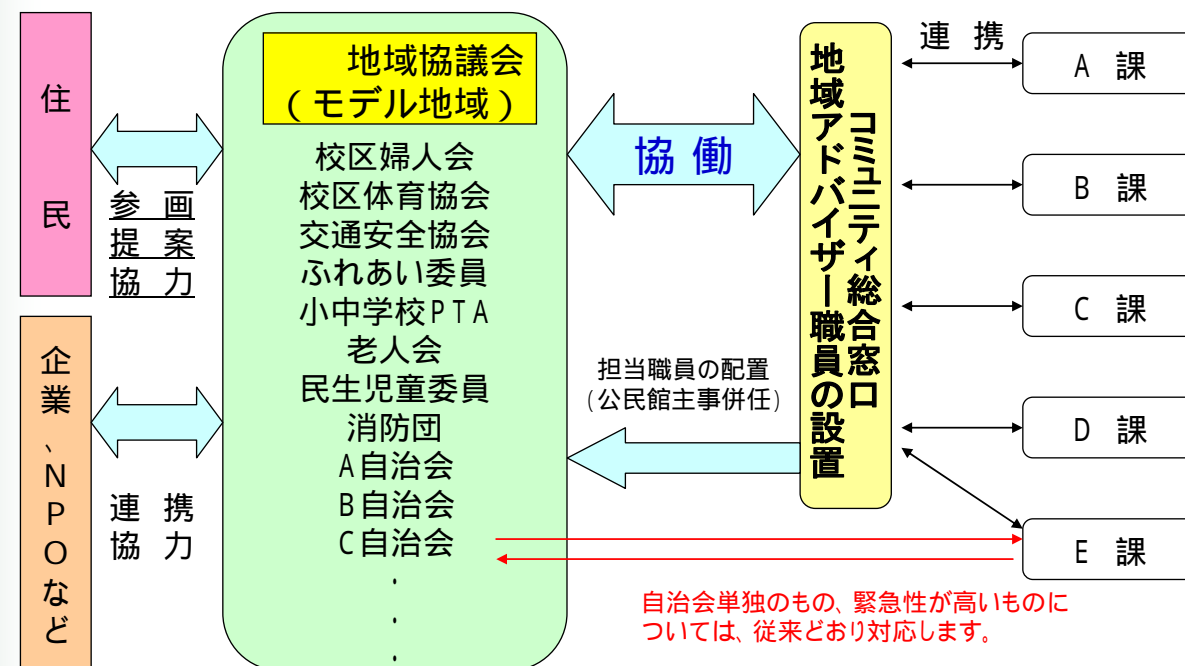 住民
参画
提案
協力
企業、NPOなど
連携
協力
地域協議会
(モデル地域)
校区婦人会
校区体育協会
交通安全協会
ふれあい委員
小中学校PTA
老人会
民生児童委員
消防団
A自治会
B自治会
C自治会
・
・
・
協働
担当職員の配置
(公民館主事併任)
コミュニティ総合窓口
地域アドバイザー職員の設置
連携
A課
B課
C課
D課
E課
自治会単独のもの、緊急性が高いものに
ついては、従来どおり対応します。